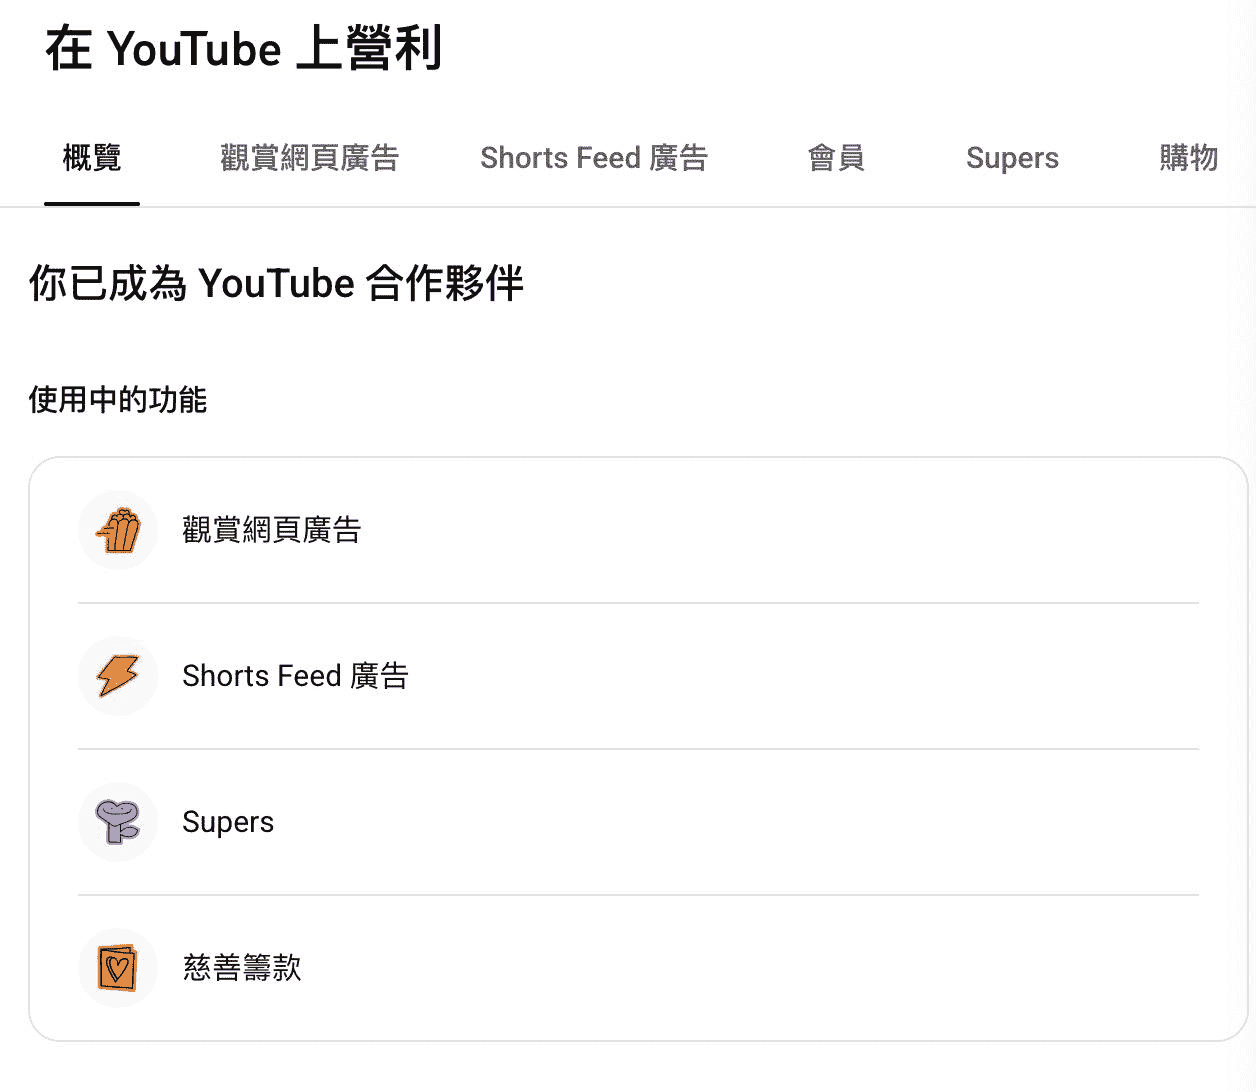 在 YouTube 上營利
概覽 觀賞網頁廣告 Shorts Feed 廣告 會員 Supers 購物
你已成為 YouTube 合作夥伴
使用中的功能
觀賞網頁廣告
Shorts Feed 廣告
Supers
慈善籌款